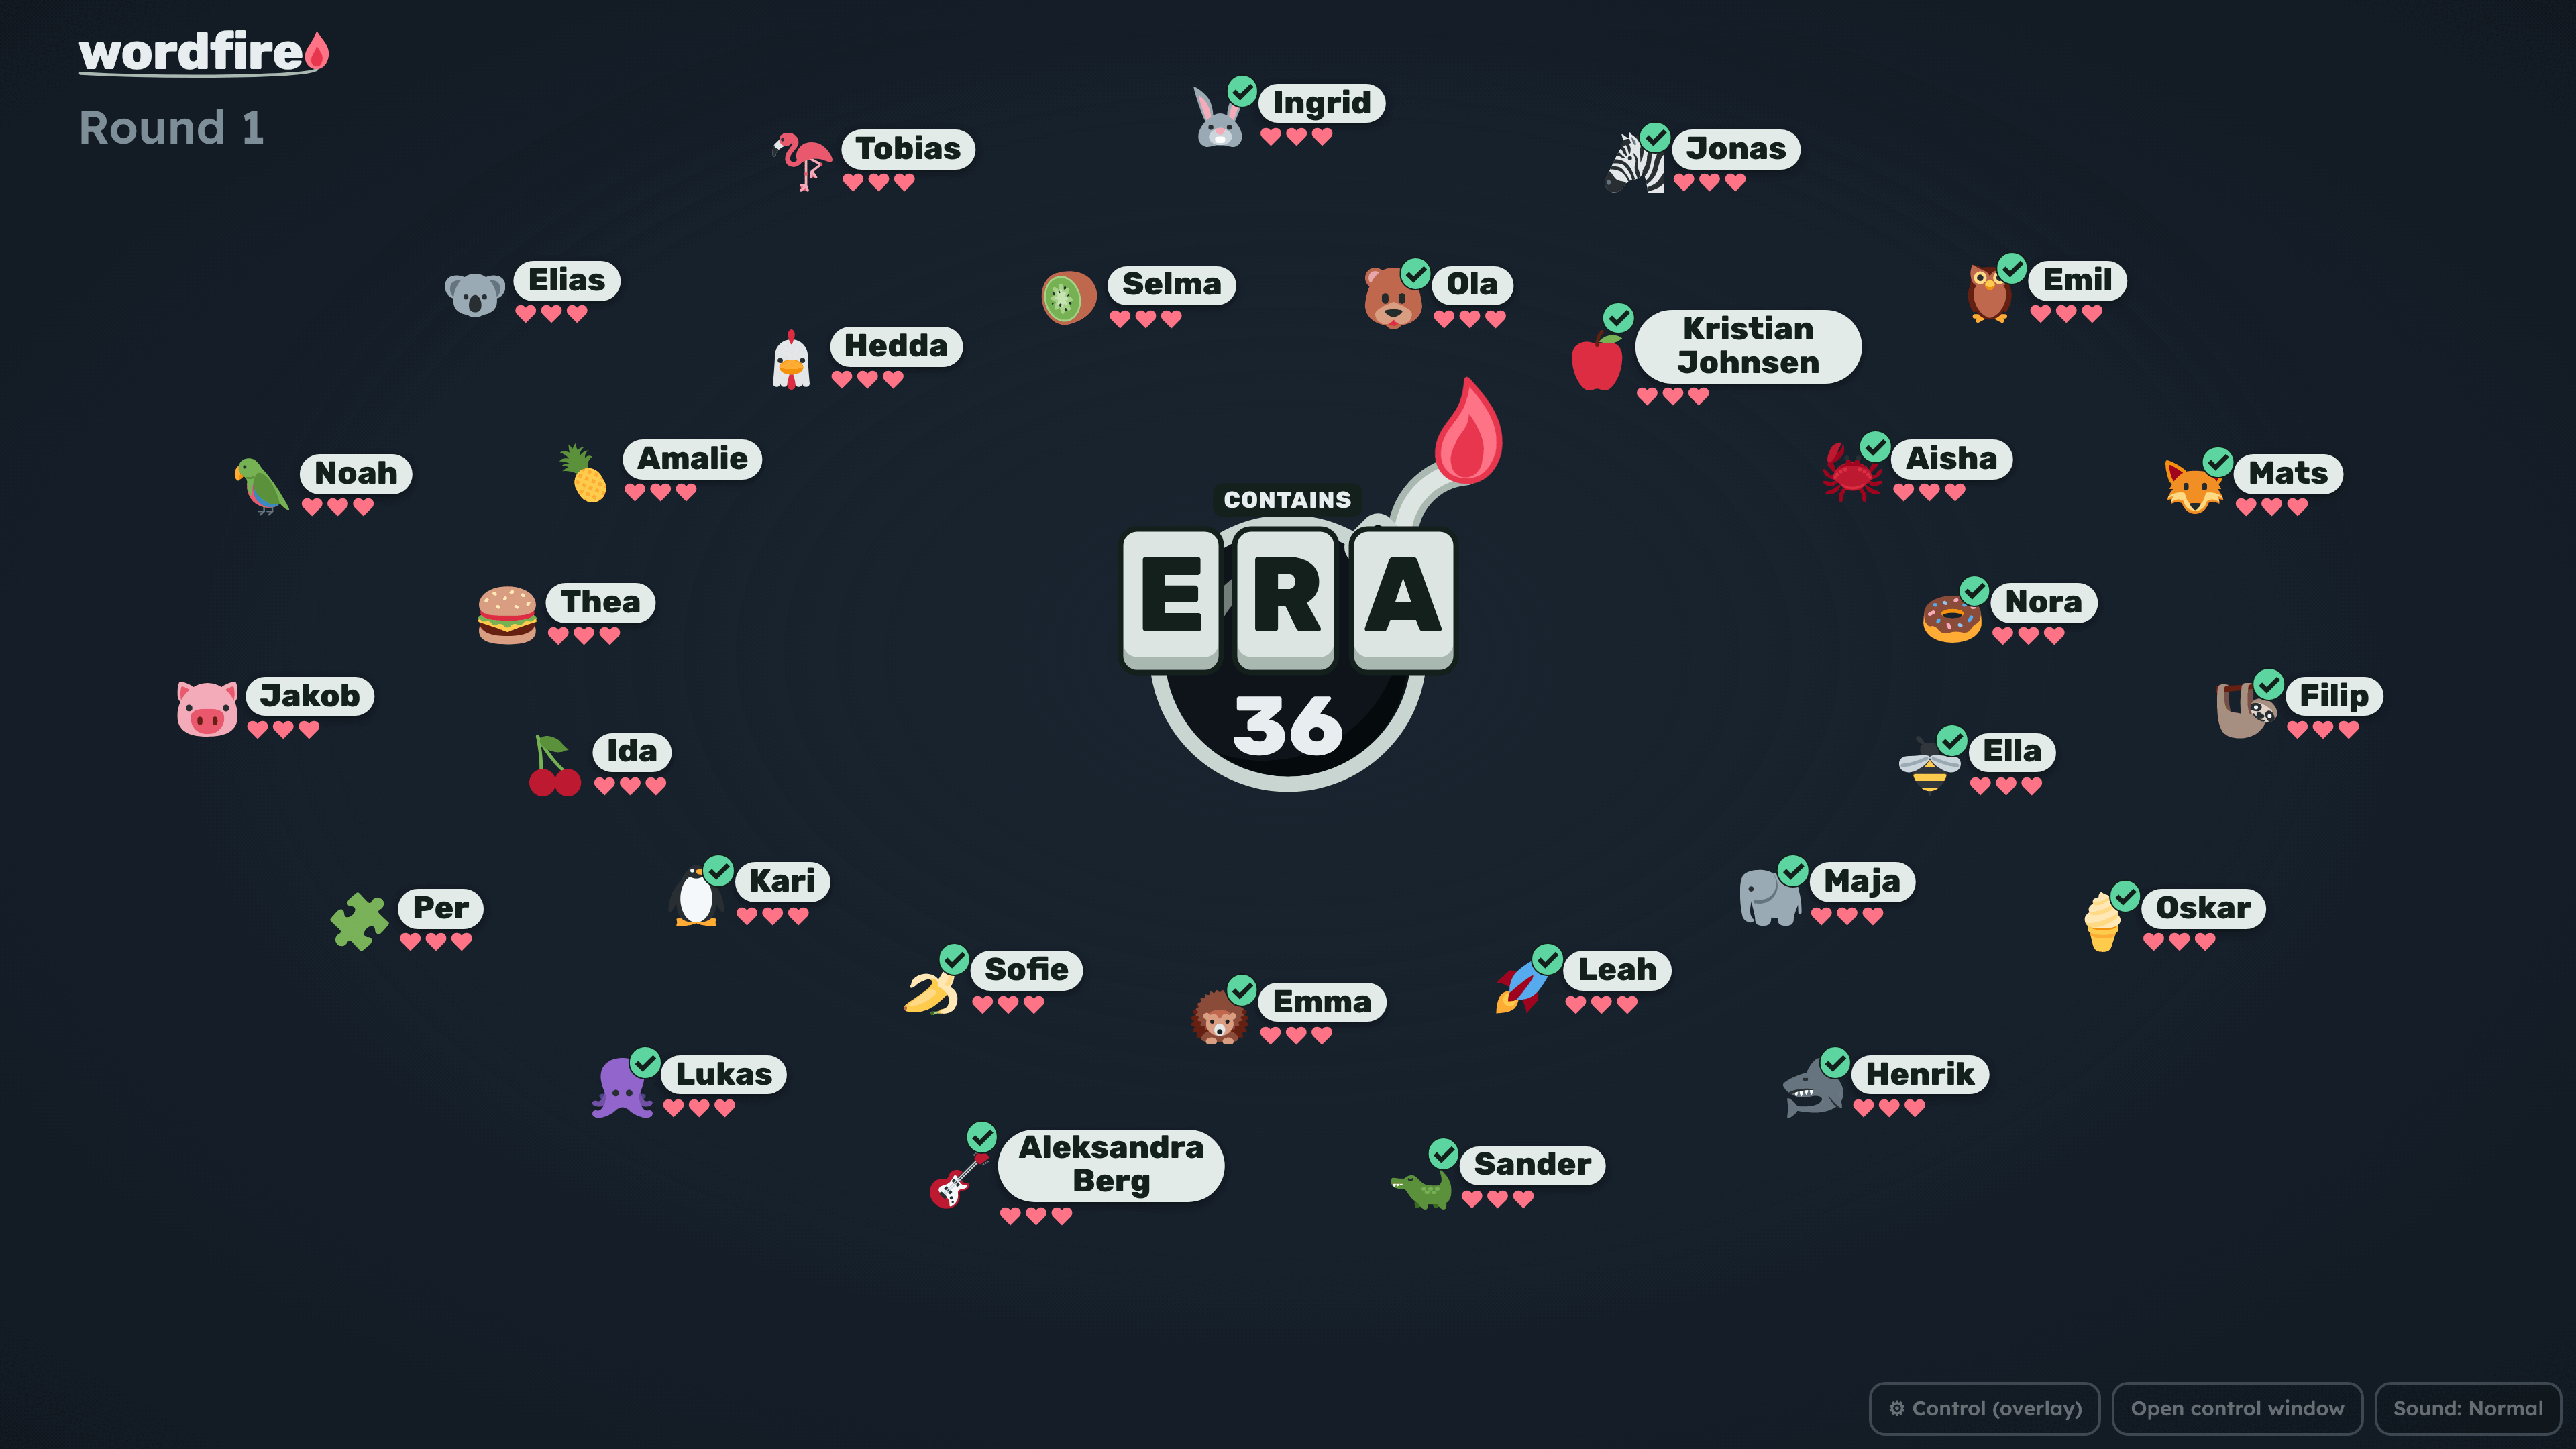 wordfire
Round 1
Ingrid
Tobias
Jonas
Elias
Selma
Ola
Emil
Kristian
Johnsen
Hedda
Noah
Amalie
Aisha
Mats
CONTAINS
ERA
36
Thea
Nora
Jakob
Filip
Ida
Ella
Per
Kari
Maja
Oskar
Sofie
Emma
Leah
Lukas
Henrik
Aleksandra
Berg
Sander
⚙ Control (overlay)
Open control window
Sound: Normal